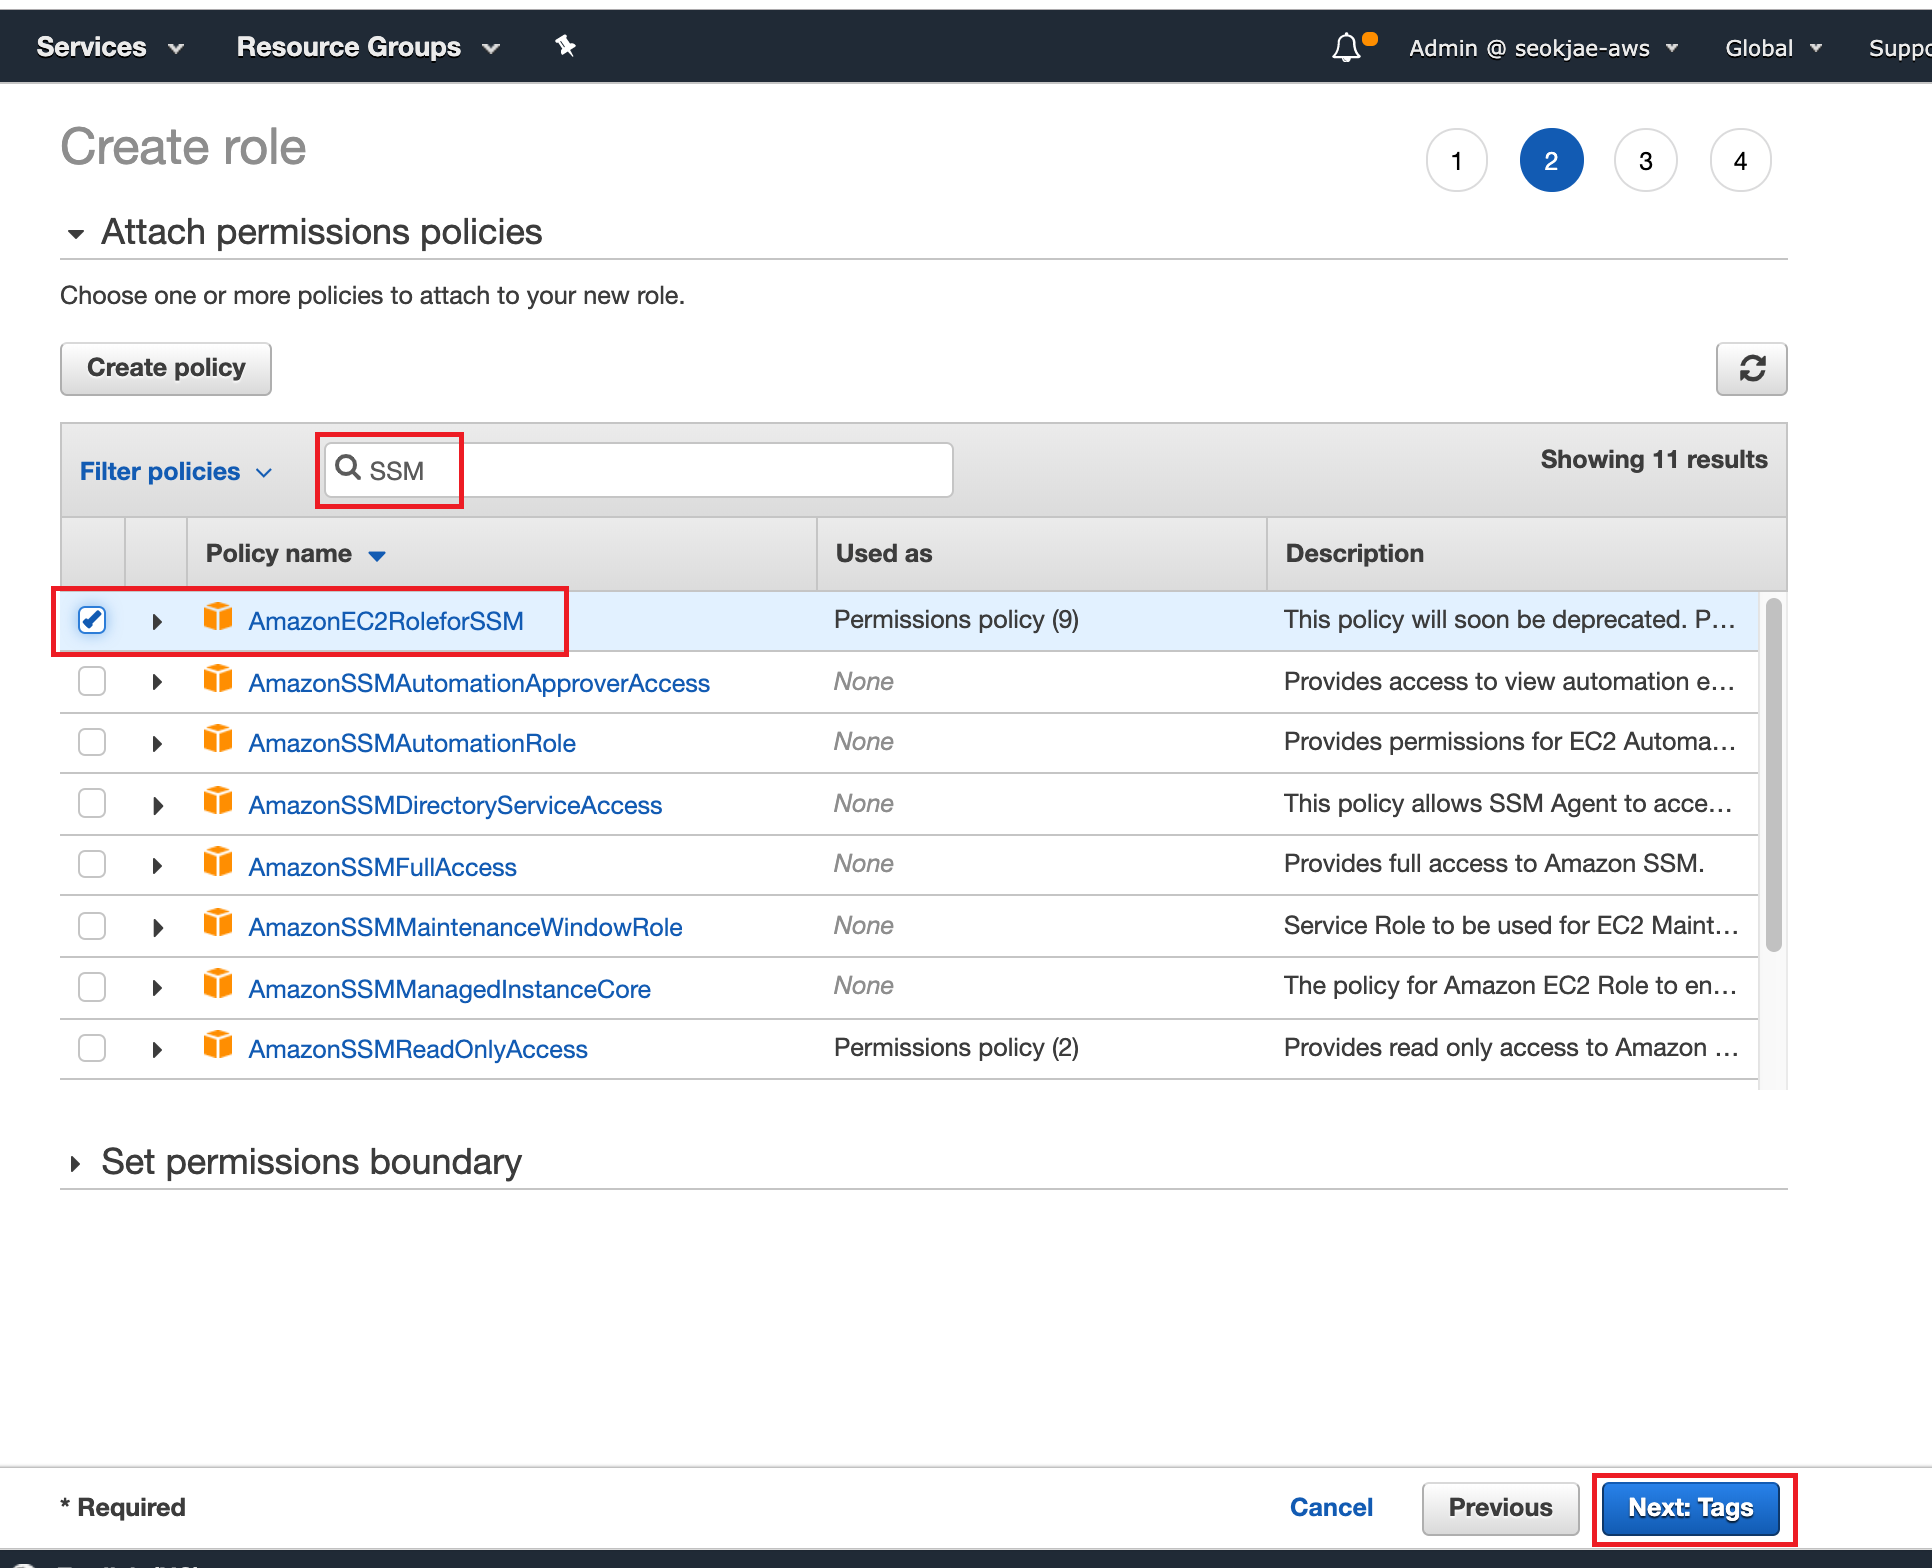 Services Resource Groups Admin @ seokjae-aws Global Suppo
Create role 1 2 3 4
Attach permissions policies
Choose one or more policies to attach to your new role.
Create policy
Filter policies SSM Showing 11 results
Policy name Used as Description
AmazonEC2RoleforSSM Permissions policy (9) This policy will soon be deprecated. P…
AmazonSSMAutomationApproverAccess None Provides access to view automation e…
AmazonSSMAutomationRole None Provides permissions for EC2 Automa…
AmazonSSMDirectoryServiceAccess None This policy allows SSM Agent to acce…
AmazonSSMFullAccess None Provides full access to Amazon SSM.
AmazonSSMMaintenanceWindowRole None Service Role to be used for EC2 Maint…
AmazonSSMManagedInstanceCore None The policy for Amazon EC2 Role to en…
AmazonSSMReadOnlyAccess Permissions policy (2) Provides read only access to Amazon …
Set permissions boundary
* Required Cancel Previous Next: Tags